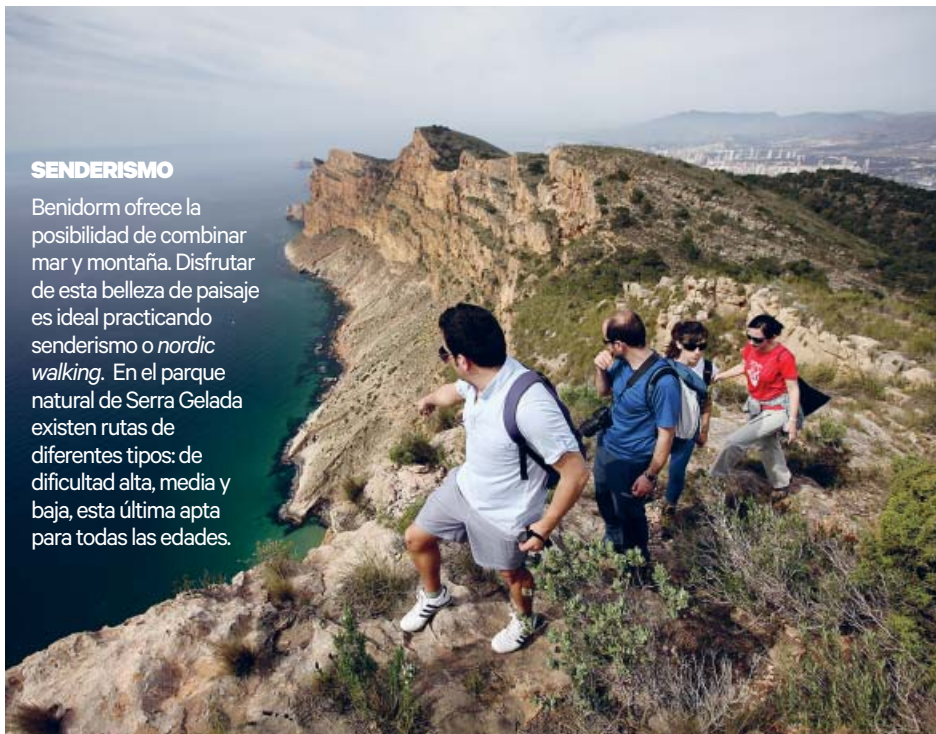 SENDERISMO
Benidorm ofrece la
posibilidad de combinar
mar y montaña. Disfrutar
de esta belleza de paisaje
es ideal practicando
senderismo o nordic
walking. En el parque
natural de Serra Gelada
existen rutas de
diferentes tipos: de
dificultad alta, media y
baja, esta última apta
para todas las edades.